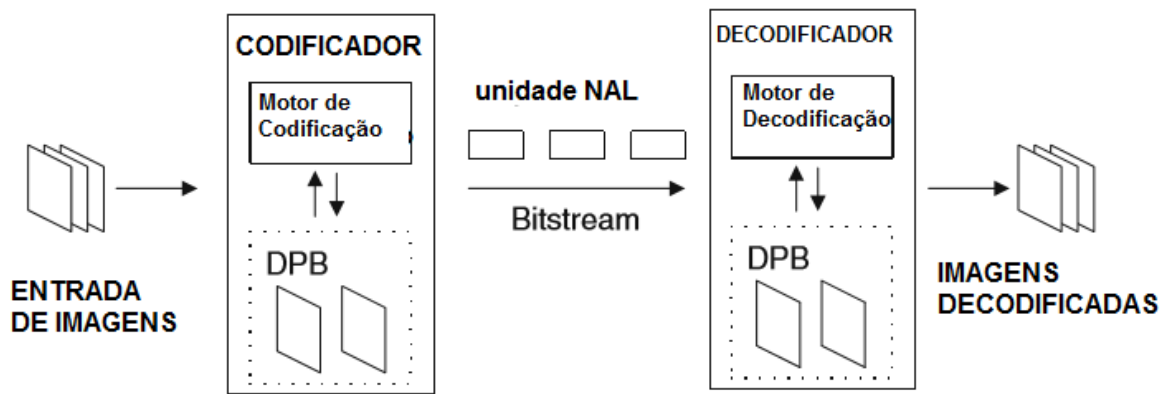 CODIFICADOR
Motor de
Codificação
DPB
ENTRADA
DE IMAGENS
unidade NAL
Bitstream
DECODIFICADOR
Motor de
Decodificação
DPB
IMAGENS
DECODIFICADAS